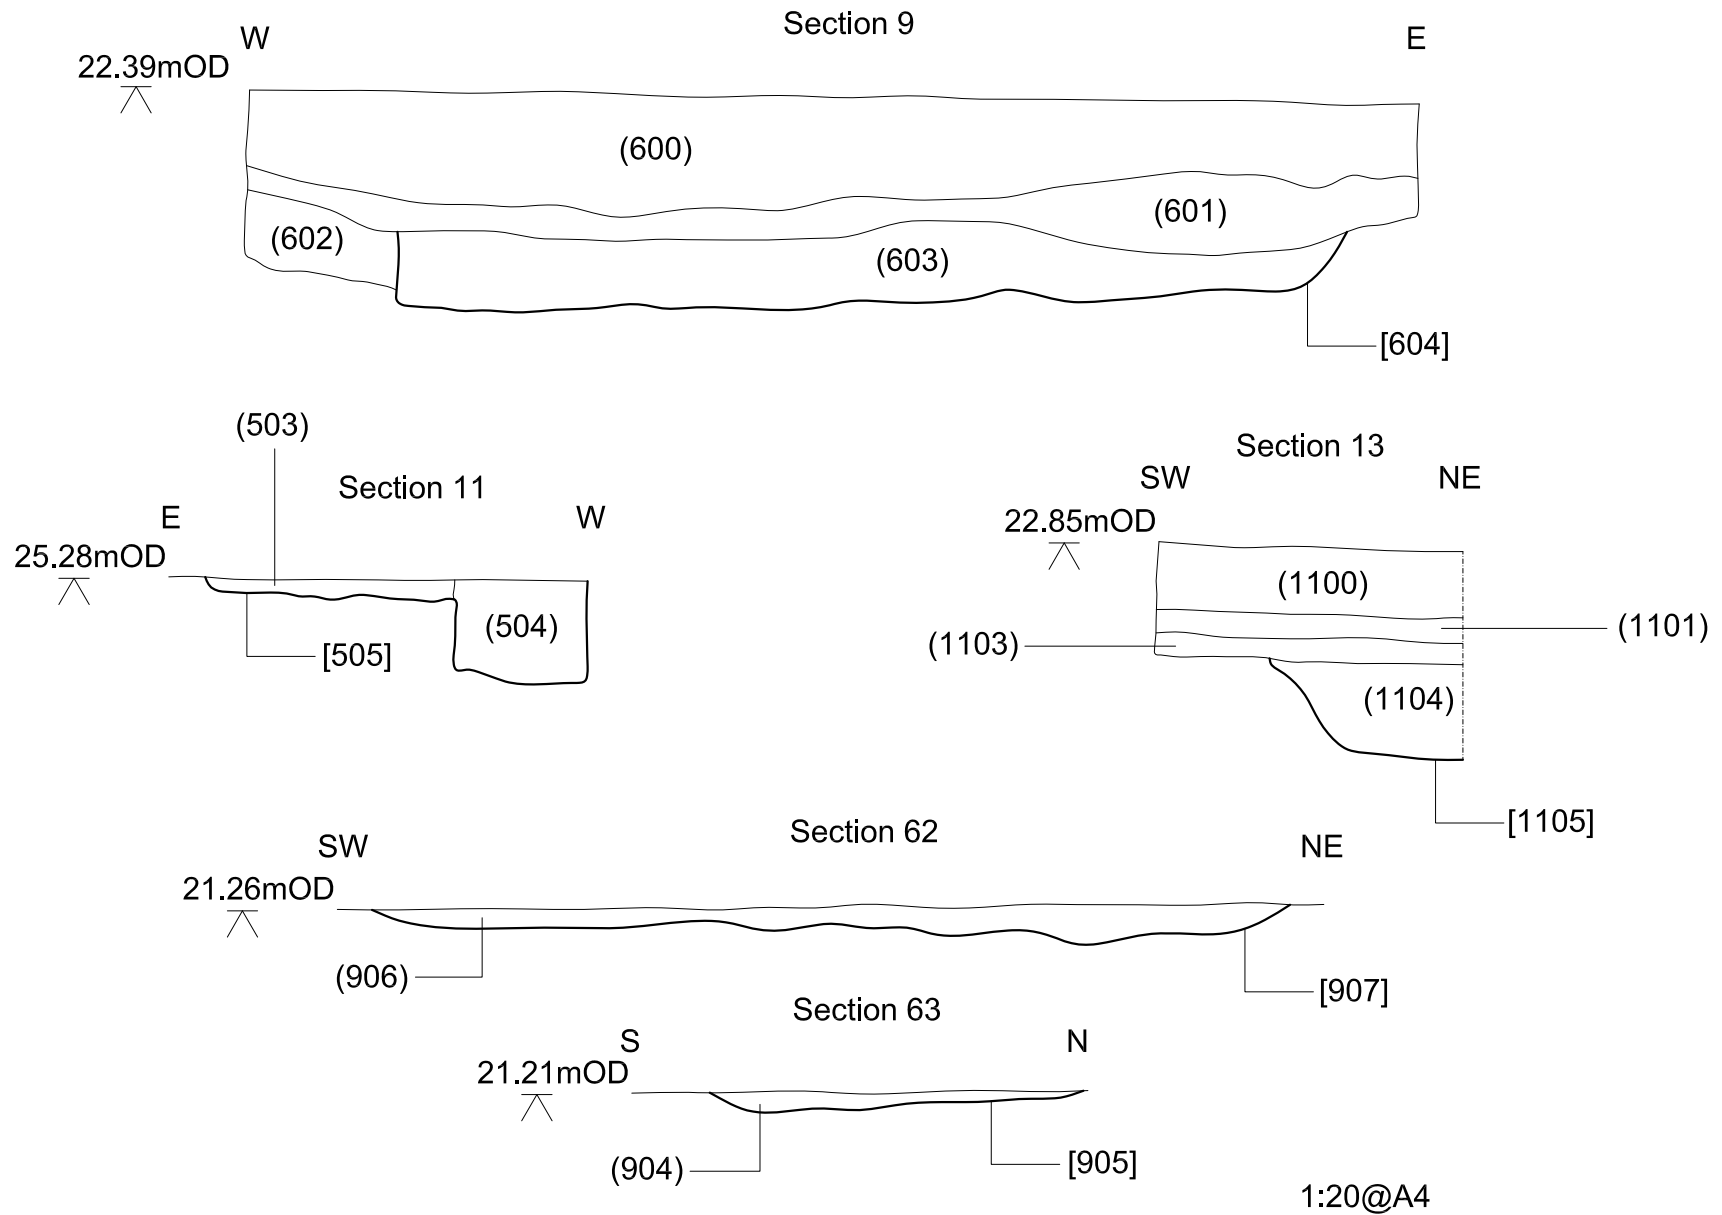 Section 9
W E
22.39mOD
(600)
(601)
(602)
(603)
[604]
(503)
Section 11
E W
25.28mOD
(504)
[505]
Section 13
SW NE
22.85mOD
(1100)
(1101)
(1103)
(1104)
[1105]
Section 62
SW NE
21.26mOD
(906)
[907]
Section 63
S N
21.21mOD
(904)
[905]
1:20@A4